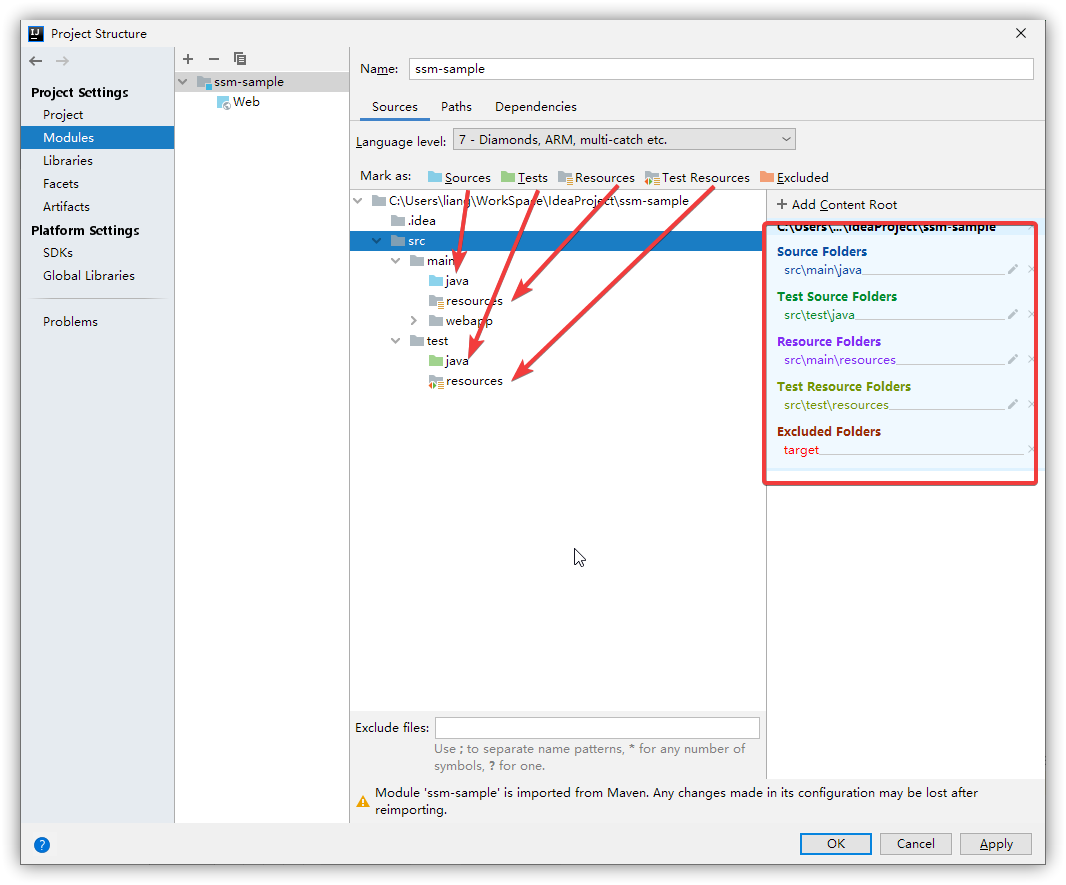 Project Structure
Project Settings
Project
Modules
Libraries
Facets
Artifacts
Platform Settings
SDKs
Global Libraries
Problems
ssm-sample
Web
Name: ssm-sample
Sources Paths Dependencies
Language level: 7 - Diamonds, ARM, multi-catch etc.
Mark as: Sources Tests Resources Test Resources Excluded
C:\Users\liang\WorkSpace\IdeaProject\ssm-sample
.idea
src
main
java
resources
webapp
test
java
resources
+ Add Content Root
C:\Users\...\IdeaProject\ssm-sample
Source Folders
src\main\java
Test Source Folders
src\test\java
Resource Folders
src\main\resources
Test Resource Folders
src\test\resources
Excluded Folders
target
Exclude files:
Use ; to separate name patterns, * for any number of
symbols, ? for one.
Module 'ssm-sample' is imported from Maven. Any changes made in its configuration may be lost after
reimporting.
? OK Cancel Apply